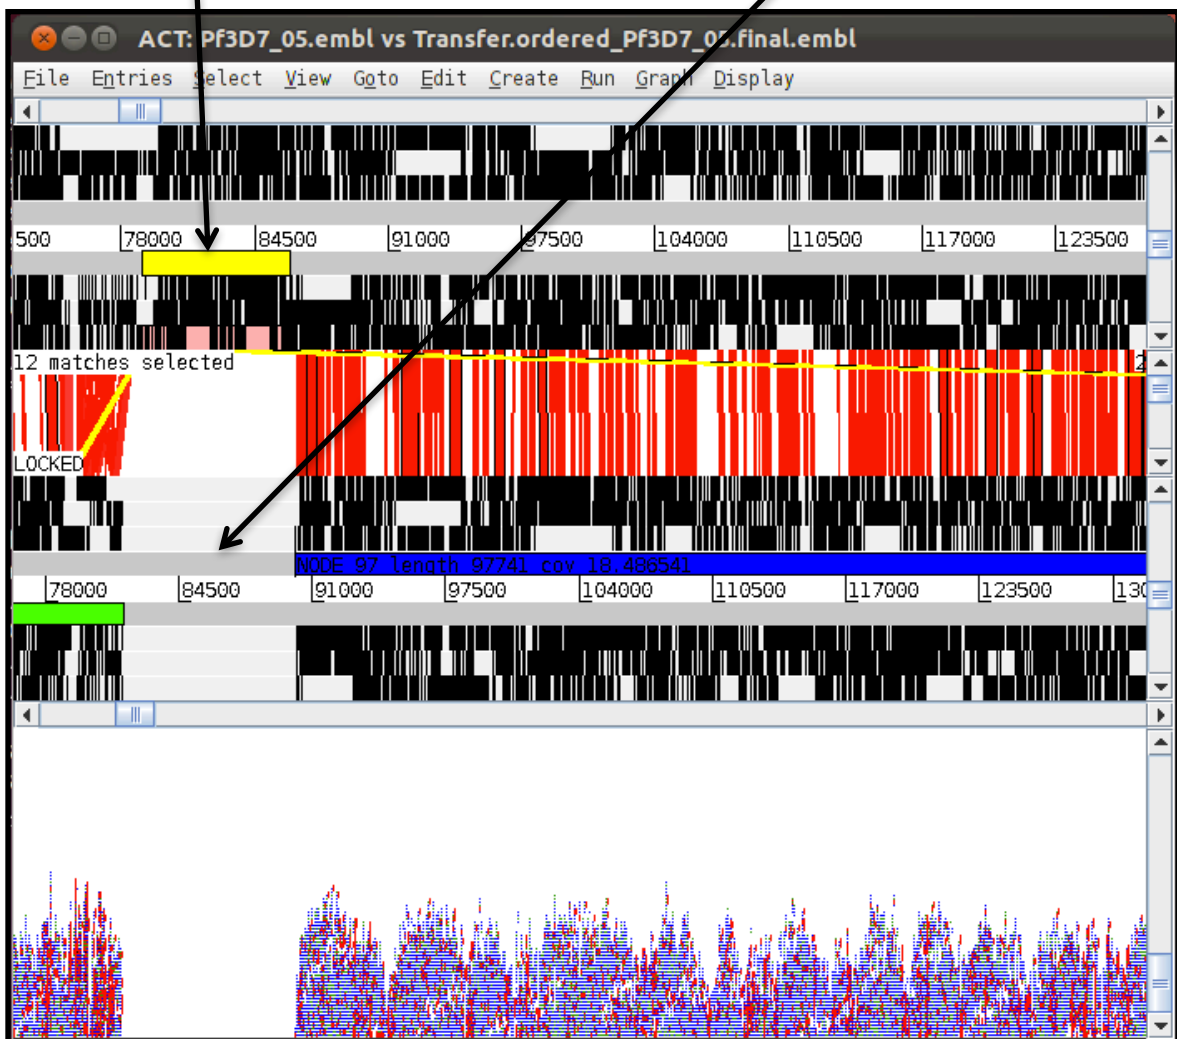 ACT: Pf3D7_05.embl vs Transfer.ordered_Pf3D7_05.final.embl
File Entries Select View Goto Edit Create Run Graph Display
500 78000 84500 91000 97500 104000 110500 117000 123500
12 matches selected 2
LOCKED
NODE 97 length 97741 cov 18.486541
78000 84500 91000 97500 104000 110500 117000 123500 130